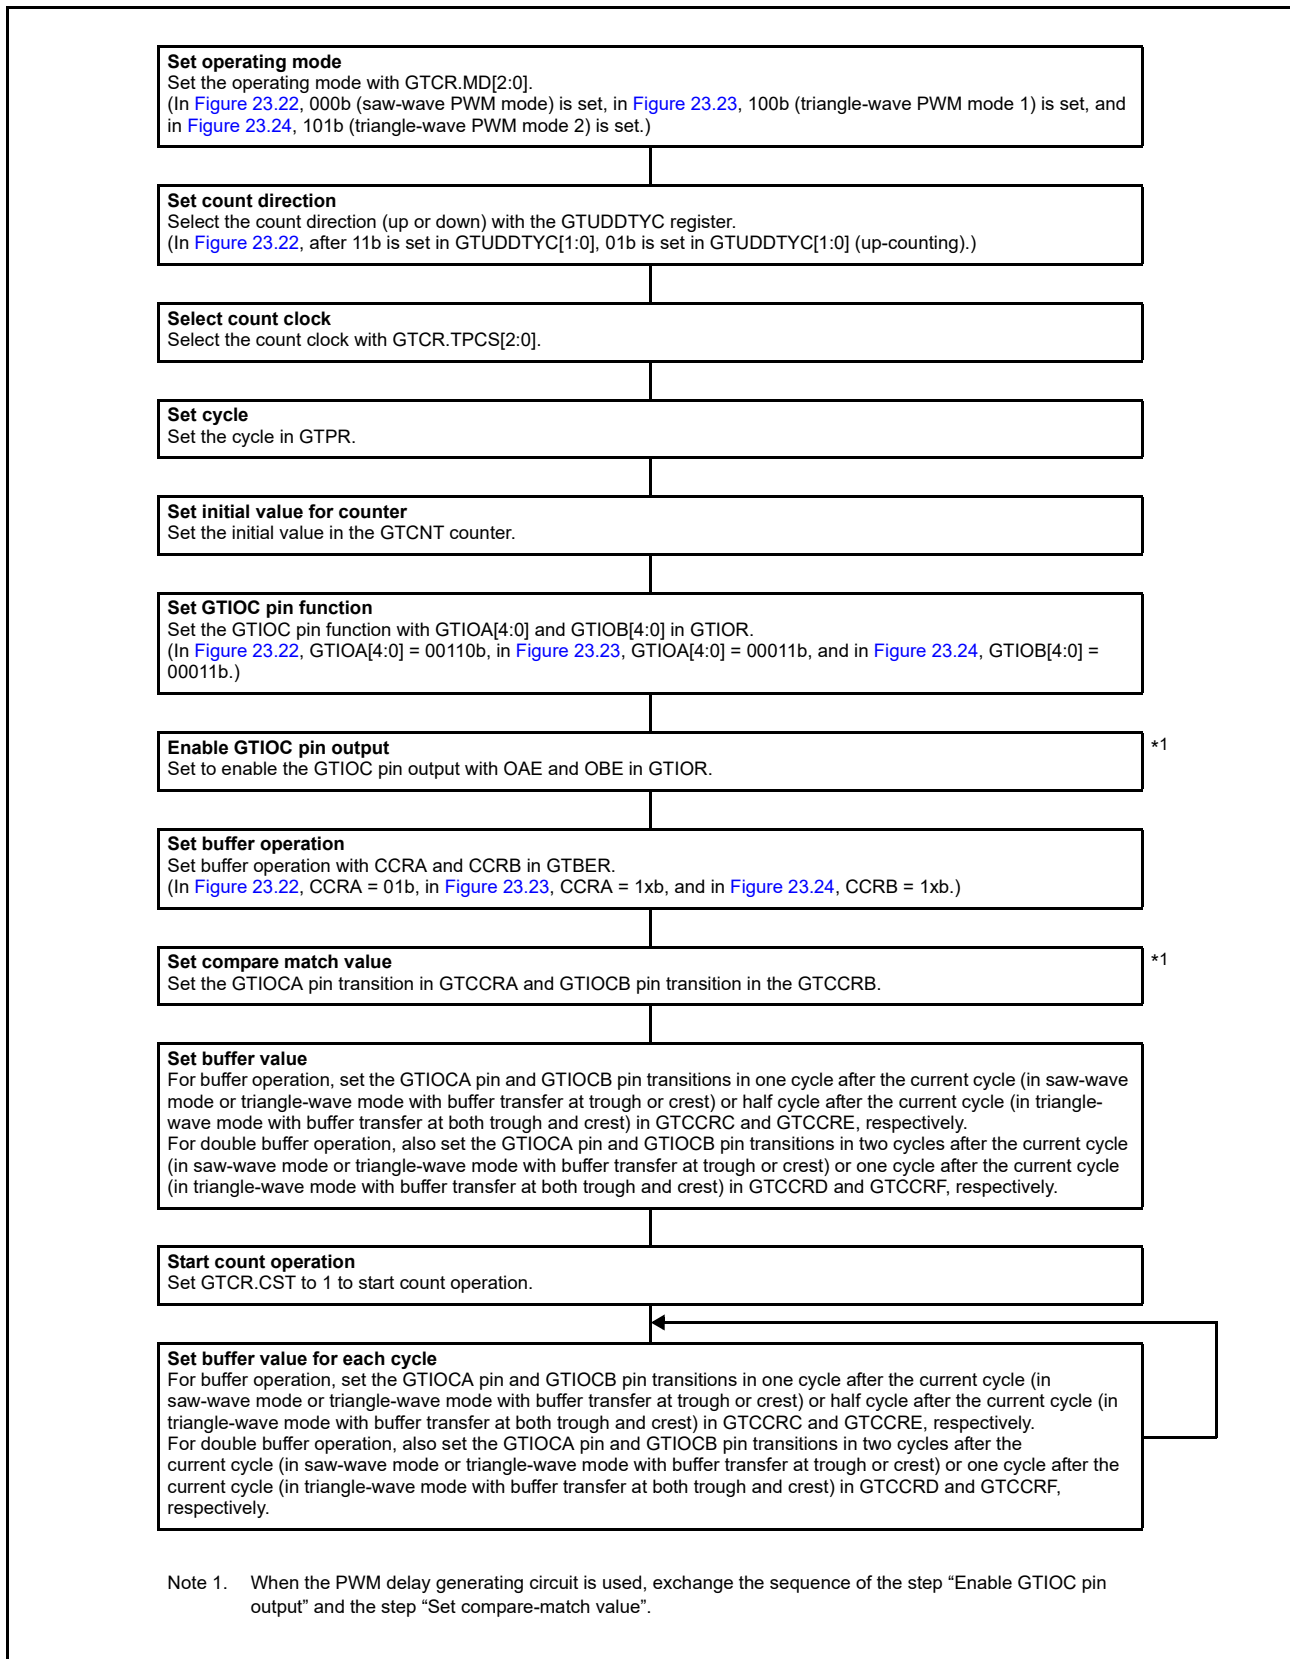 Set operating mode
Set the operating mode with GTCR.MD[2:0].
(In Figure 23.22, 000b (saw-wave PWM mode) is set, in Figure 23.23, 100b (triangle-wave PWM mode 1) is set, and
in Figure 23.24, 101b (triangle-wave PWM mode 2) is set.)
Set count direction
Select the count direction (up or down) with the GTUDDTYC register.
(In Figure 23.22, after 11b is set in GTUDDTYC[1:0], 01b is set in GTUDDTYC[1:0] (up-counting).)
Select count clock
Select the count clock with GTCR.TPCS[2:0].
Set cycle
Set the cycle in GTPR.
Set initial value for counter
Set the initial value in the GTCNT counter.
Set GTIOC pin function
Set the GTIOC pin function with GTIOA[4:0] and GTIOB[4:0] in GTIOR.
(In Figure 23.22, GTIOA[4:0] = 00110b, in Figure 23.23, GTIOA[4:0] = 00011b, and in Figure 23.24, GTIOB[4:0] =
00011b.)
Enable GTIOC pin output *1
Set to enable the GTIOC pin output with OAE and OBE in GTIOR.
Set buffer operation
Set buffer operation with CCRA and CCRB in GTBER.
(In Figure 23.22, CCRA = 01b, in Figure 23.23, CCRA = 1xb, and in Figure 23.24, CCRB = 1xb.)
Set compare match value *1
Set the GTIOCA pin transition in GTCCRA and GTIOCB pin transition in the GTCCRB.
Set buffer value
For buffer operation, set the GTIOCA pin and GTIOCB pin transitions in one cycle after the current cycle (in saw-wave
mode or triangle-wave mode with buffer transfer at trough or crest) or half cycle after the current cycle (in triangle-
wave mode with buffer transfer at both trough and crest) in GTCCRC and GTCCRE, respectively.
For double buffer operation, also set the GTIOCA pin and GTIOCB pin transitions in two cycles after the current cycle
(in saw-wave mode or triangle-wave mode with buffer transfer at trough or crest) or one cycle after the current cycle
(in triangle-wave mode with buffer transfer at both trough and crest) in GTCCRD and GTCCRF, respectively.
Start count operation
Set GTCR.CST to 1 to start count operation.
Set buffer value for each cycle
For buffer operation, set the GTIOCA pin and GTIOCB pin transitions in one cycle after the current cycle (in
saw-wave mode or triangle-wave mode with buffer transfer at trough or crest) or half cycle after the current cycle (in
triangle-wave mode with buffer transfer at both trough and crest) in GTCCRC and GTCCRE, respectively.
For double buffer operation, also set the GTIOCA pin and GTIOCB pin transitions in two cycles after the
current cycle (in saw-wave mode or triangle-wave mode with buffer transfer at trough or crest) or one cycle after the
current cycle (in triangle-wave mode with buffer transfer at both trough and crest) in GTCCRD and GTCCRF,
respectively.
Note 1. When the PWM delay generating circuit is used, exchange the sequence of the step “Enable GTIOC pin
output” and the step “Set compare-match value”.